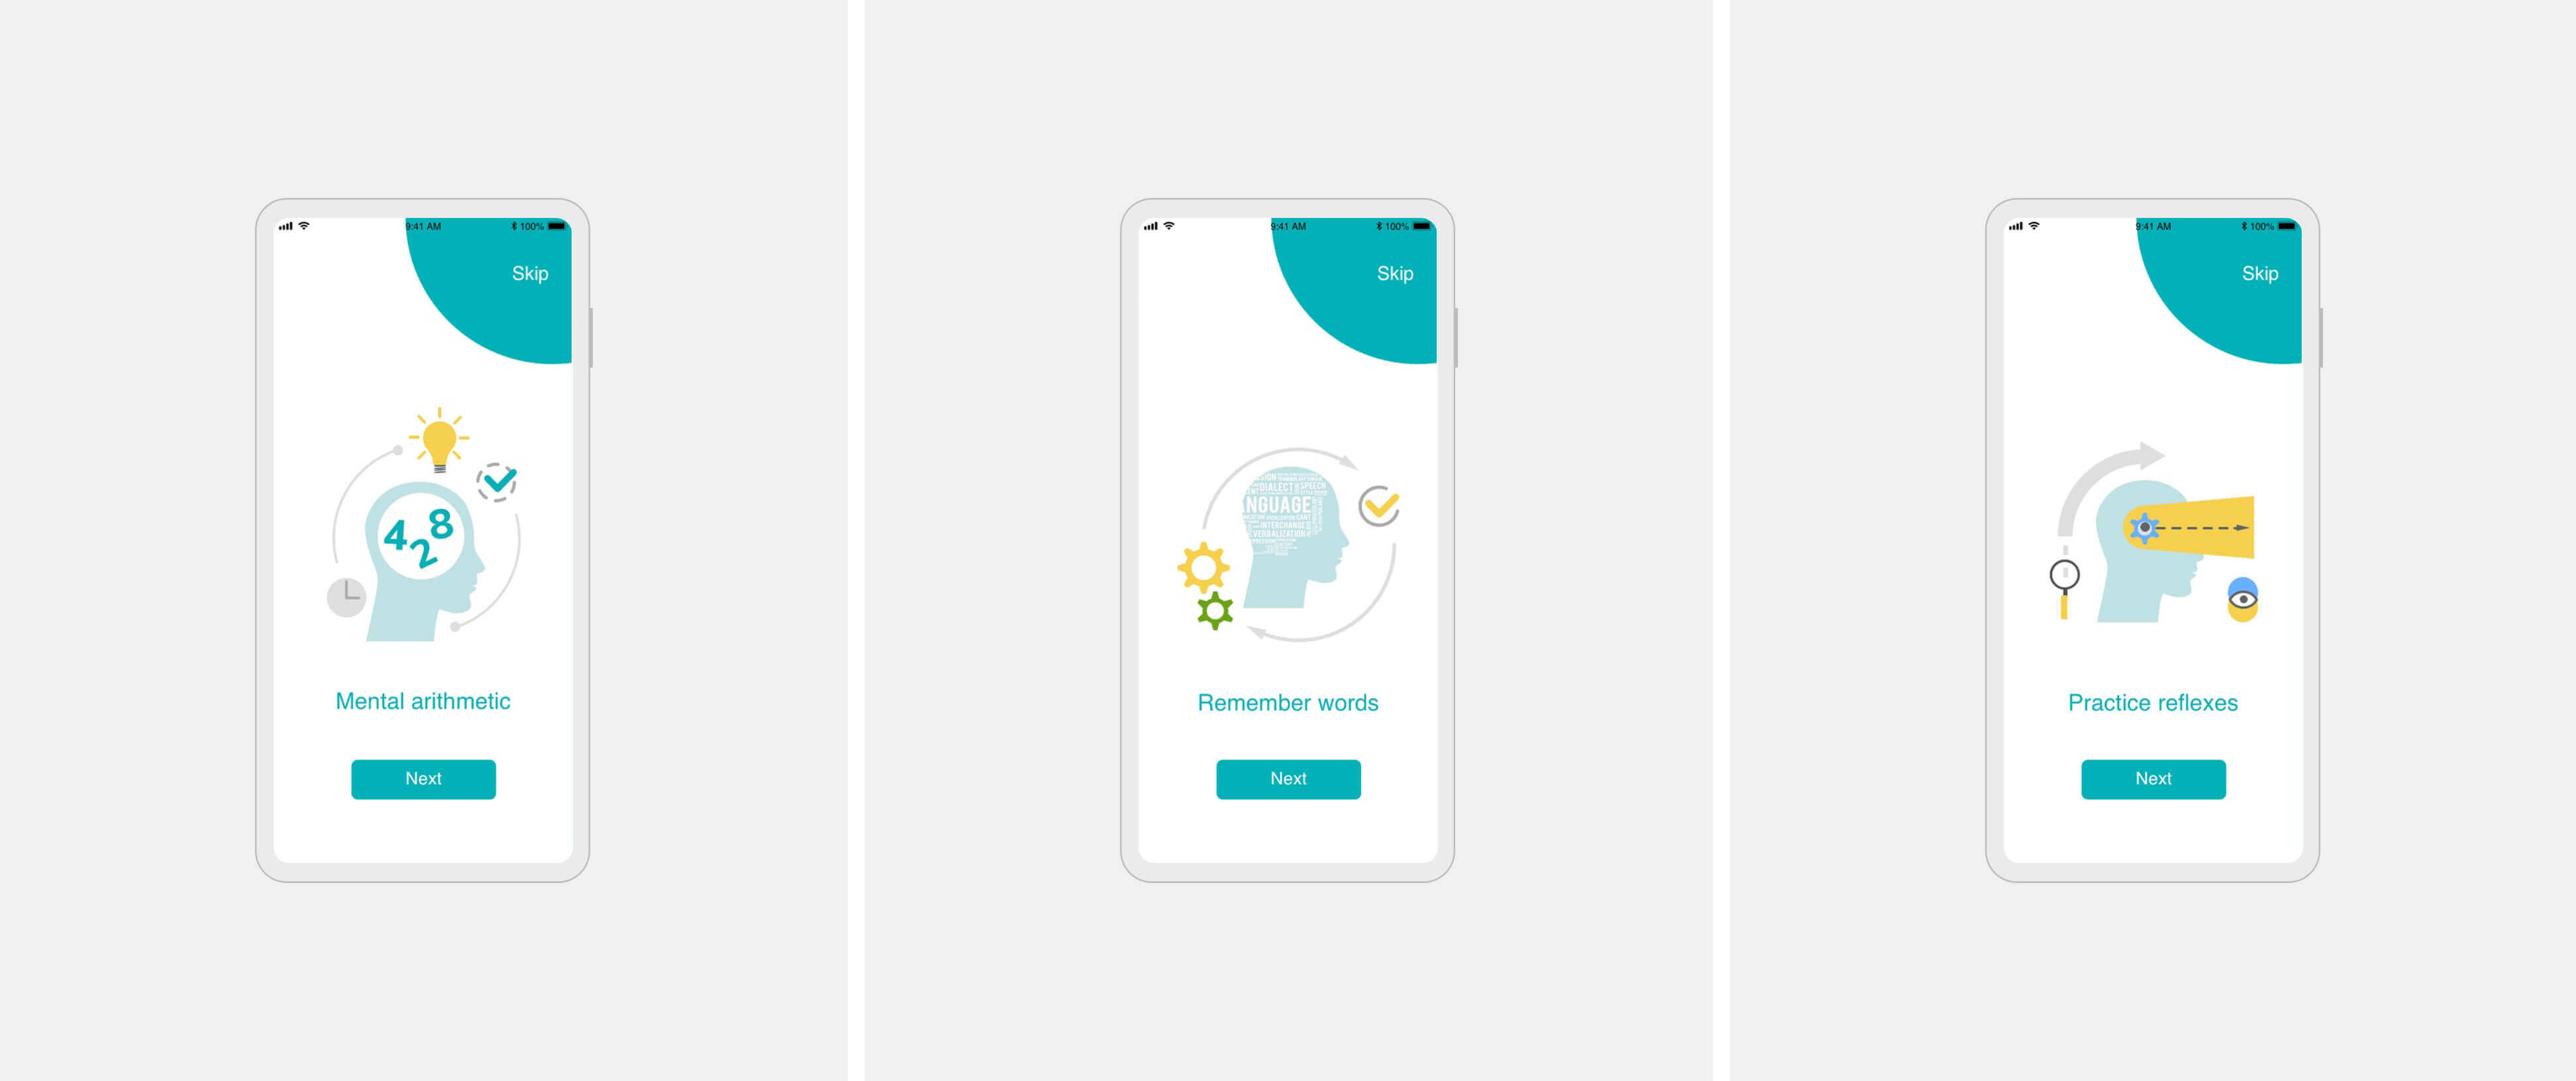 9:41 AM 100%
Skip
4 2 8
Mental arithmetic
Next
9:41 AM 100%
Skip
DIALECT SPEECH
NGUAGE
INTERCHANGE
VERBALIZATION
Remember words
Next
9:41 AM 100%
Skip
Practice reflexes
Next